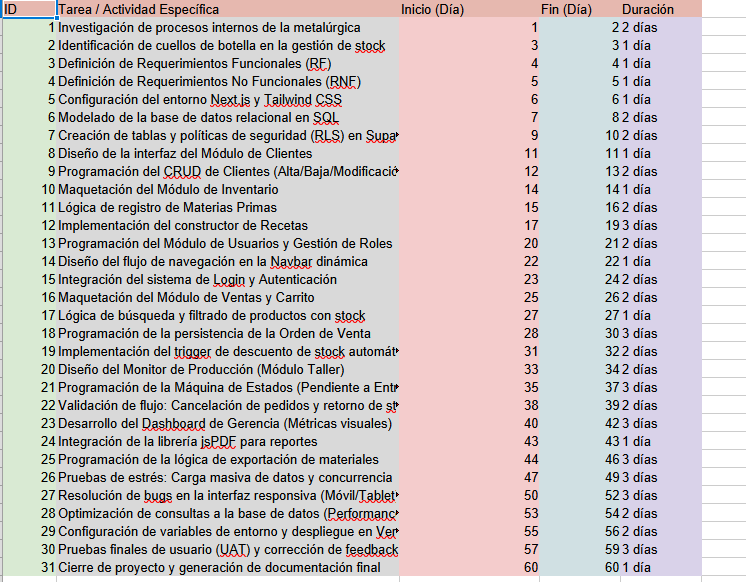 ID Tarea / Actividad Específica Inicio (Día) Fin (Día) Duración
1 Investigación de procesos internos de la metalúrgica 1 2 2 días
2 Identificación de cuellos de botella en la gestión de stock 3 3 1 día
3 Definición de Requerimientos Funcionales (RF) 4 4 1 día
4 Definición de Requerimientos No Funcionales (RNF) 5 5 1 día
5 Configuración del entorno Next.js y Tailwind CSS 6 6 1 día
6 Modelado de la base de datos relacional en SQL 7 8 2 días
7 Creación de tablas y políticas de seguridad (RLS) en Supa 9 10 2 días
8 Diseño de la interfaz del Módulo de Clientes 11 11 1 día
9 Programación del CRUD de Clientes (Alta/Baja/Modificació 12 13 2 días
10 Maquetación del Módulo de Inventario 14 14 1 día
11 Lógica de registro de Materias Primas 15 16 2 días
12 Implementación del constructor de Recetas 17 19 3 días
13 Programación del Módulo de Usuarios y Gestión de Roles 20 21 2 días
14 Diseño del flujo de navegación en la Navbar dinámica 22 22 1 día
15 Integración del sistema de Login y Autenticación 23 24 2 días
16 Maquetación del Módulo de Ventas y Carrito 25 26 2 días
17 Lógica de búsqueda y filtrado de productos con stock 27 27 1 día
18 Programación de la persistencia de la Orden de Venta 28 30 3 días
19 Implementación del trigger de descuento de stock automát 31 32 2 días
20 Diseño del Monitor de Producción (Módulo Taller) 33 34 2 días
21 Programación de la Máquina de Estados (Pendiente a Entr 35 37 3 días
22 Validación de flujo: Cancelación de pedidos y retorno de st 38 39 2 días
23 Desarrollo del Dashboard de Gerencia (Métricas visuales) 40 42 3 días
24 Integración de la librería jsPDF para reportes 43 43 1 día
25 Programación de la lógica de exportación de materiales 44 46 3 días
26 Pruebas de estrés: Carga masiva de datos y concurrencia 47 49 3 días
27 Resolución de bugs en la interfaz responsiva (Móvil/Tablet 50 52 3 días
28 Optimización de consultas a la base de datos (Performanc 53 54 2 días
29 Configuración de variables de entorno y despliegue en Ver 55 56 2 días
30 Pruebas finales de usuario (UAT) y corrección de feedback 57 59 3 días
31 Cierre de proyecto y generación de documentación final 60 60 1 día